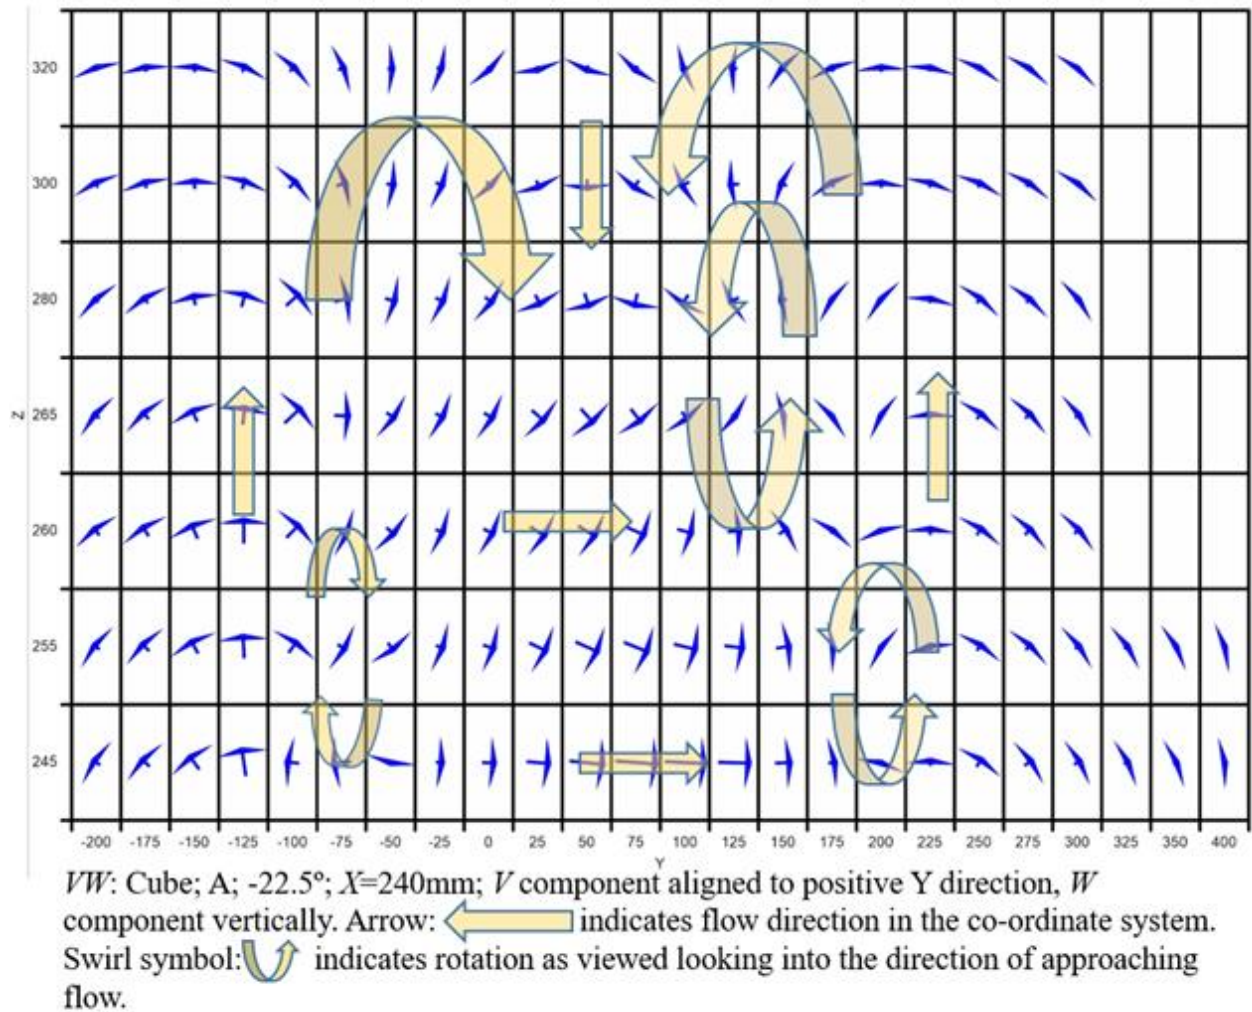 320
300
280
Z
265
260
255
245
-200 -175 -150 -125 -100 -75 -50 -25 0 25 50 75 100 125 150 175 200 225 250 275 300 325 350 375 400
Y
VW: Cube; A; -22.5º; X=240mm; V component aligned to positive Y direction, W
component vertically. Arrow: indicates flow direction in the co-ordinate system.
Swirl symbol: indicates rotation as viewed looking into the direction of approaching
flow.